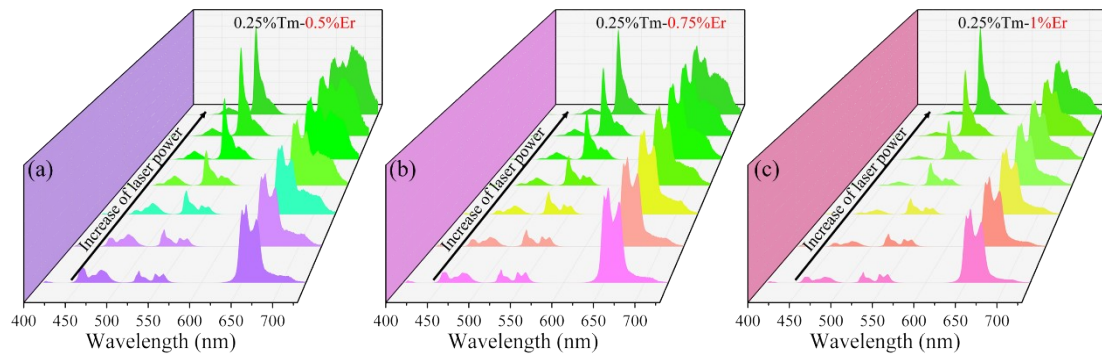 0.25%Tm-0.5%Er
(a)
Increase of laser power
400 450 500 550 600 650 700
Wavelength (nm)
0.25%Tm-0.75%Er
(b)
Increase of laser power
400 450 500 550 600 650 700
Wavelength (nm)
0.25%Tm-1%Er
(c)
Increase of laser power
400 450 500 550 600 650 700
Wavelength (nm)